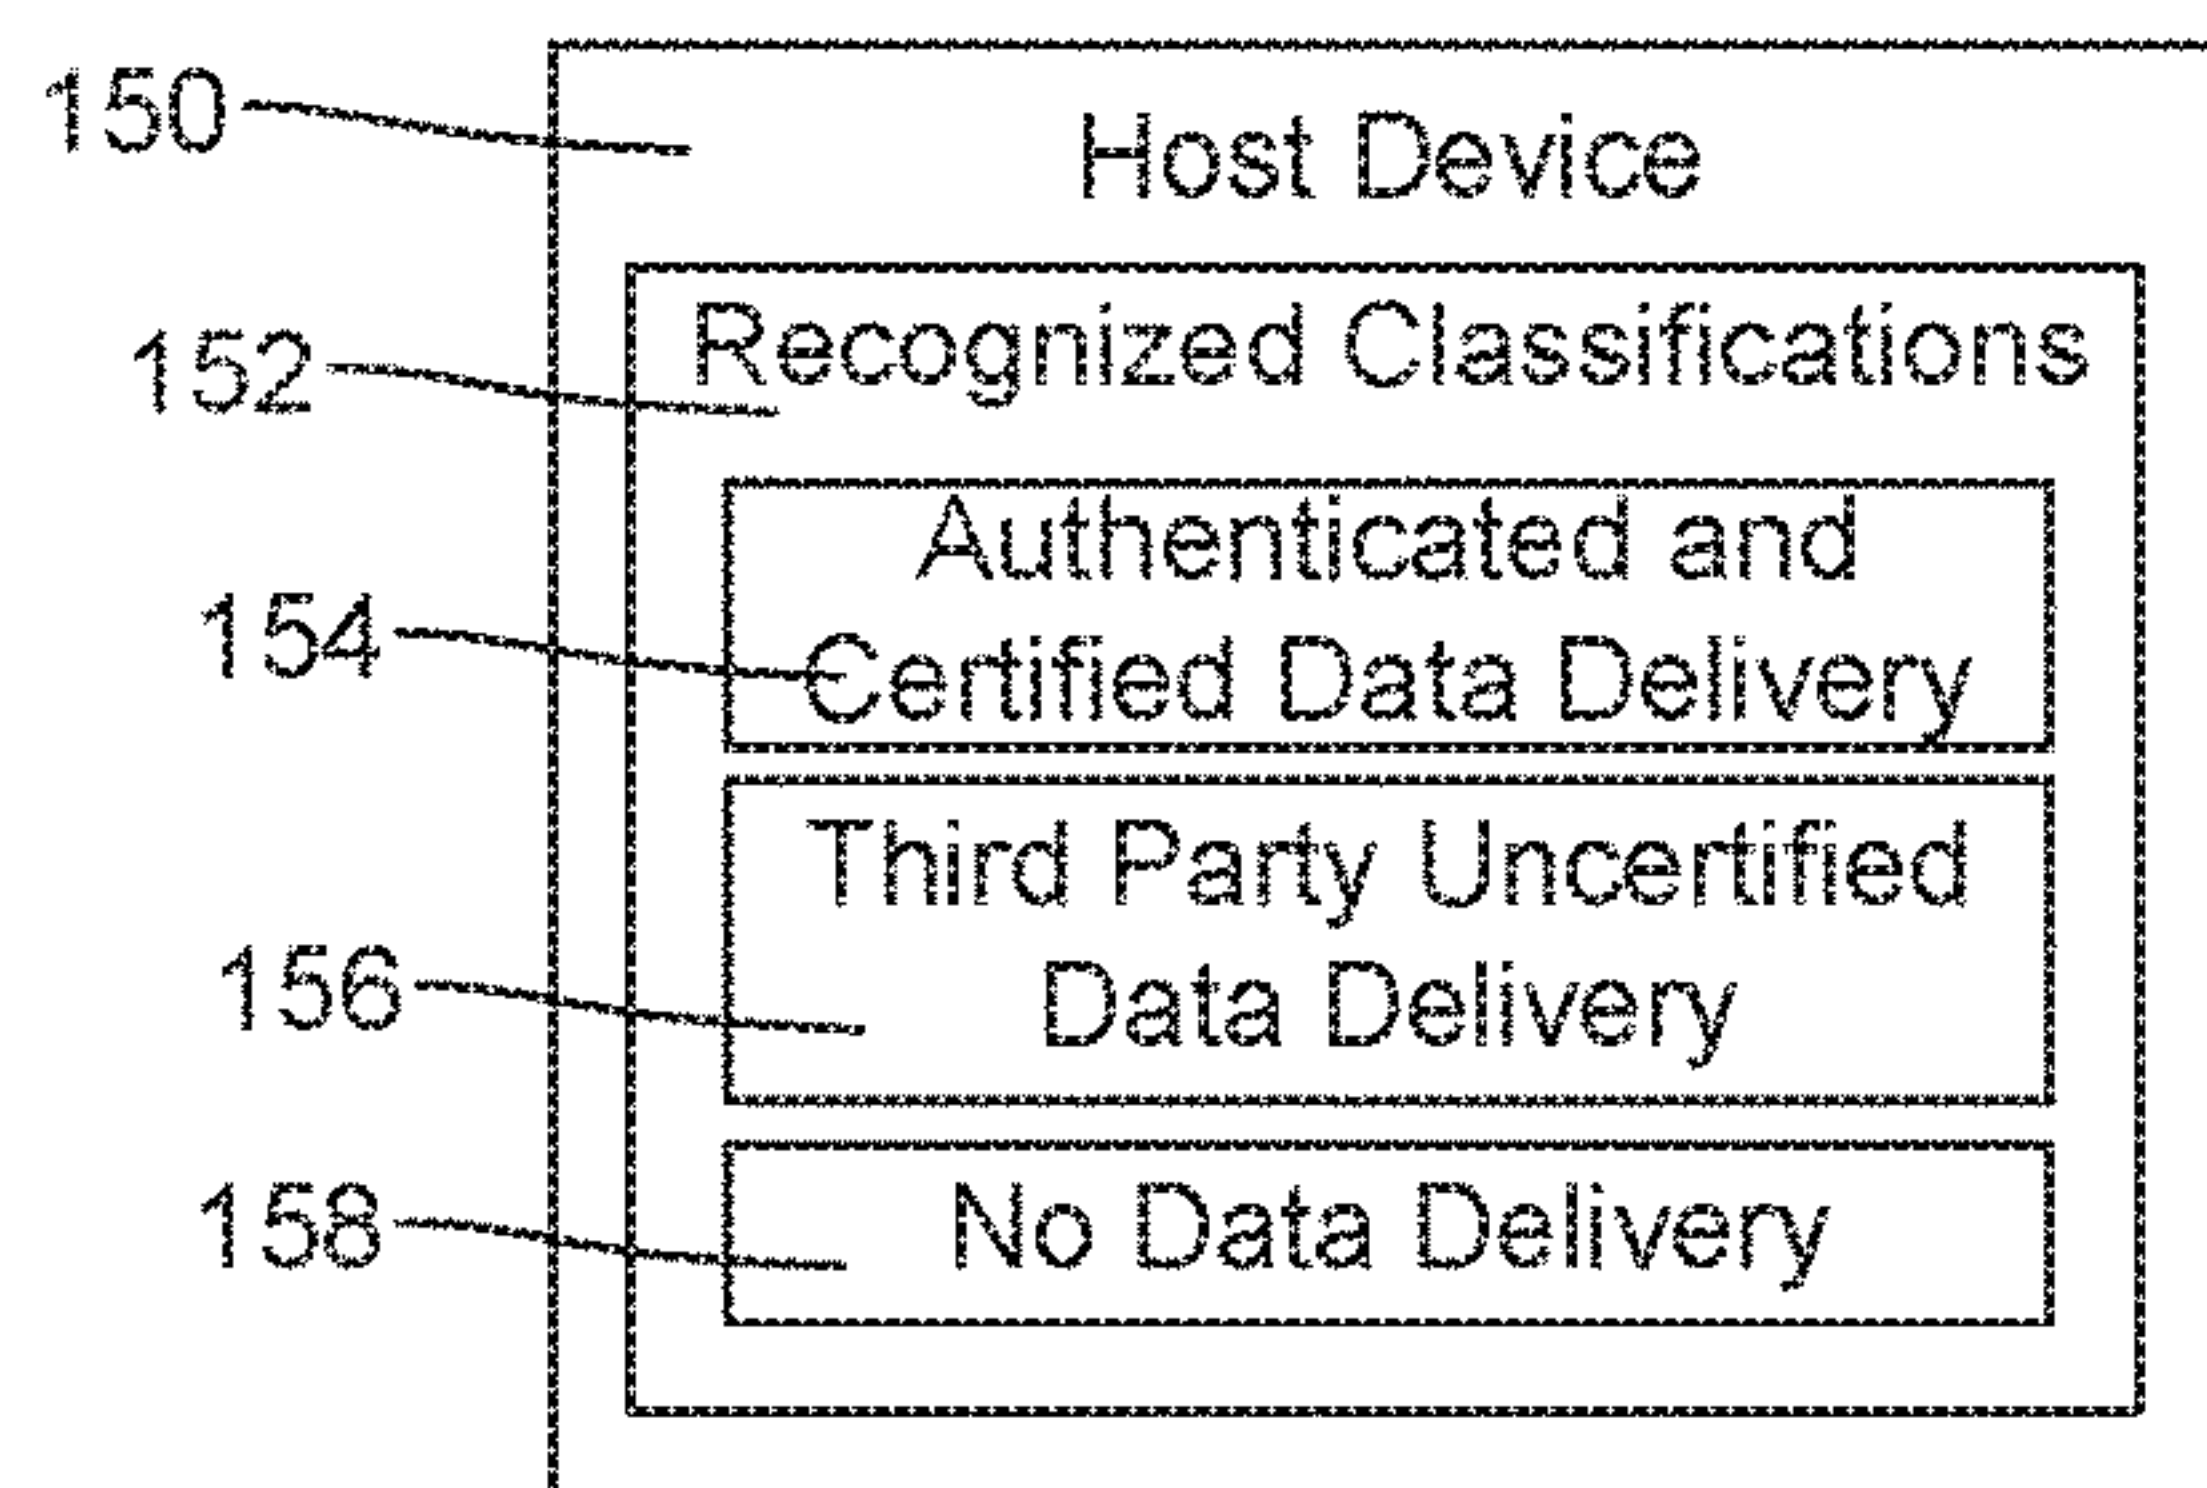 150
Host Device
152
Recognized Classifications
154
Authenticated and
Certified Data Delivery
156
Third Party Uncertified
Data Delivery
158
No Data Delivery